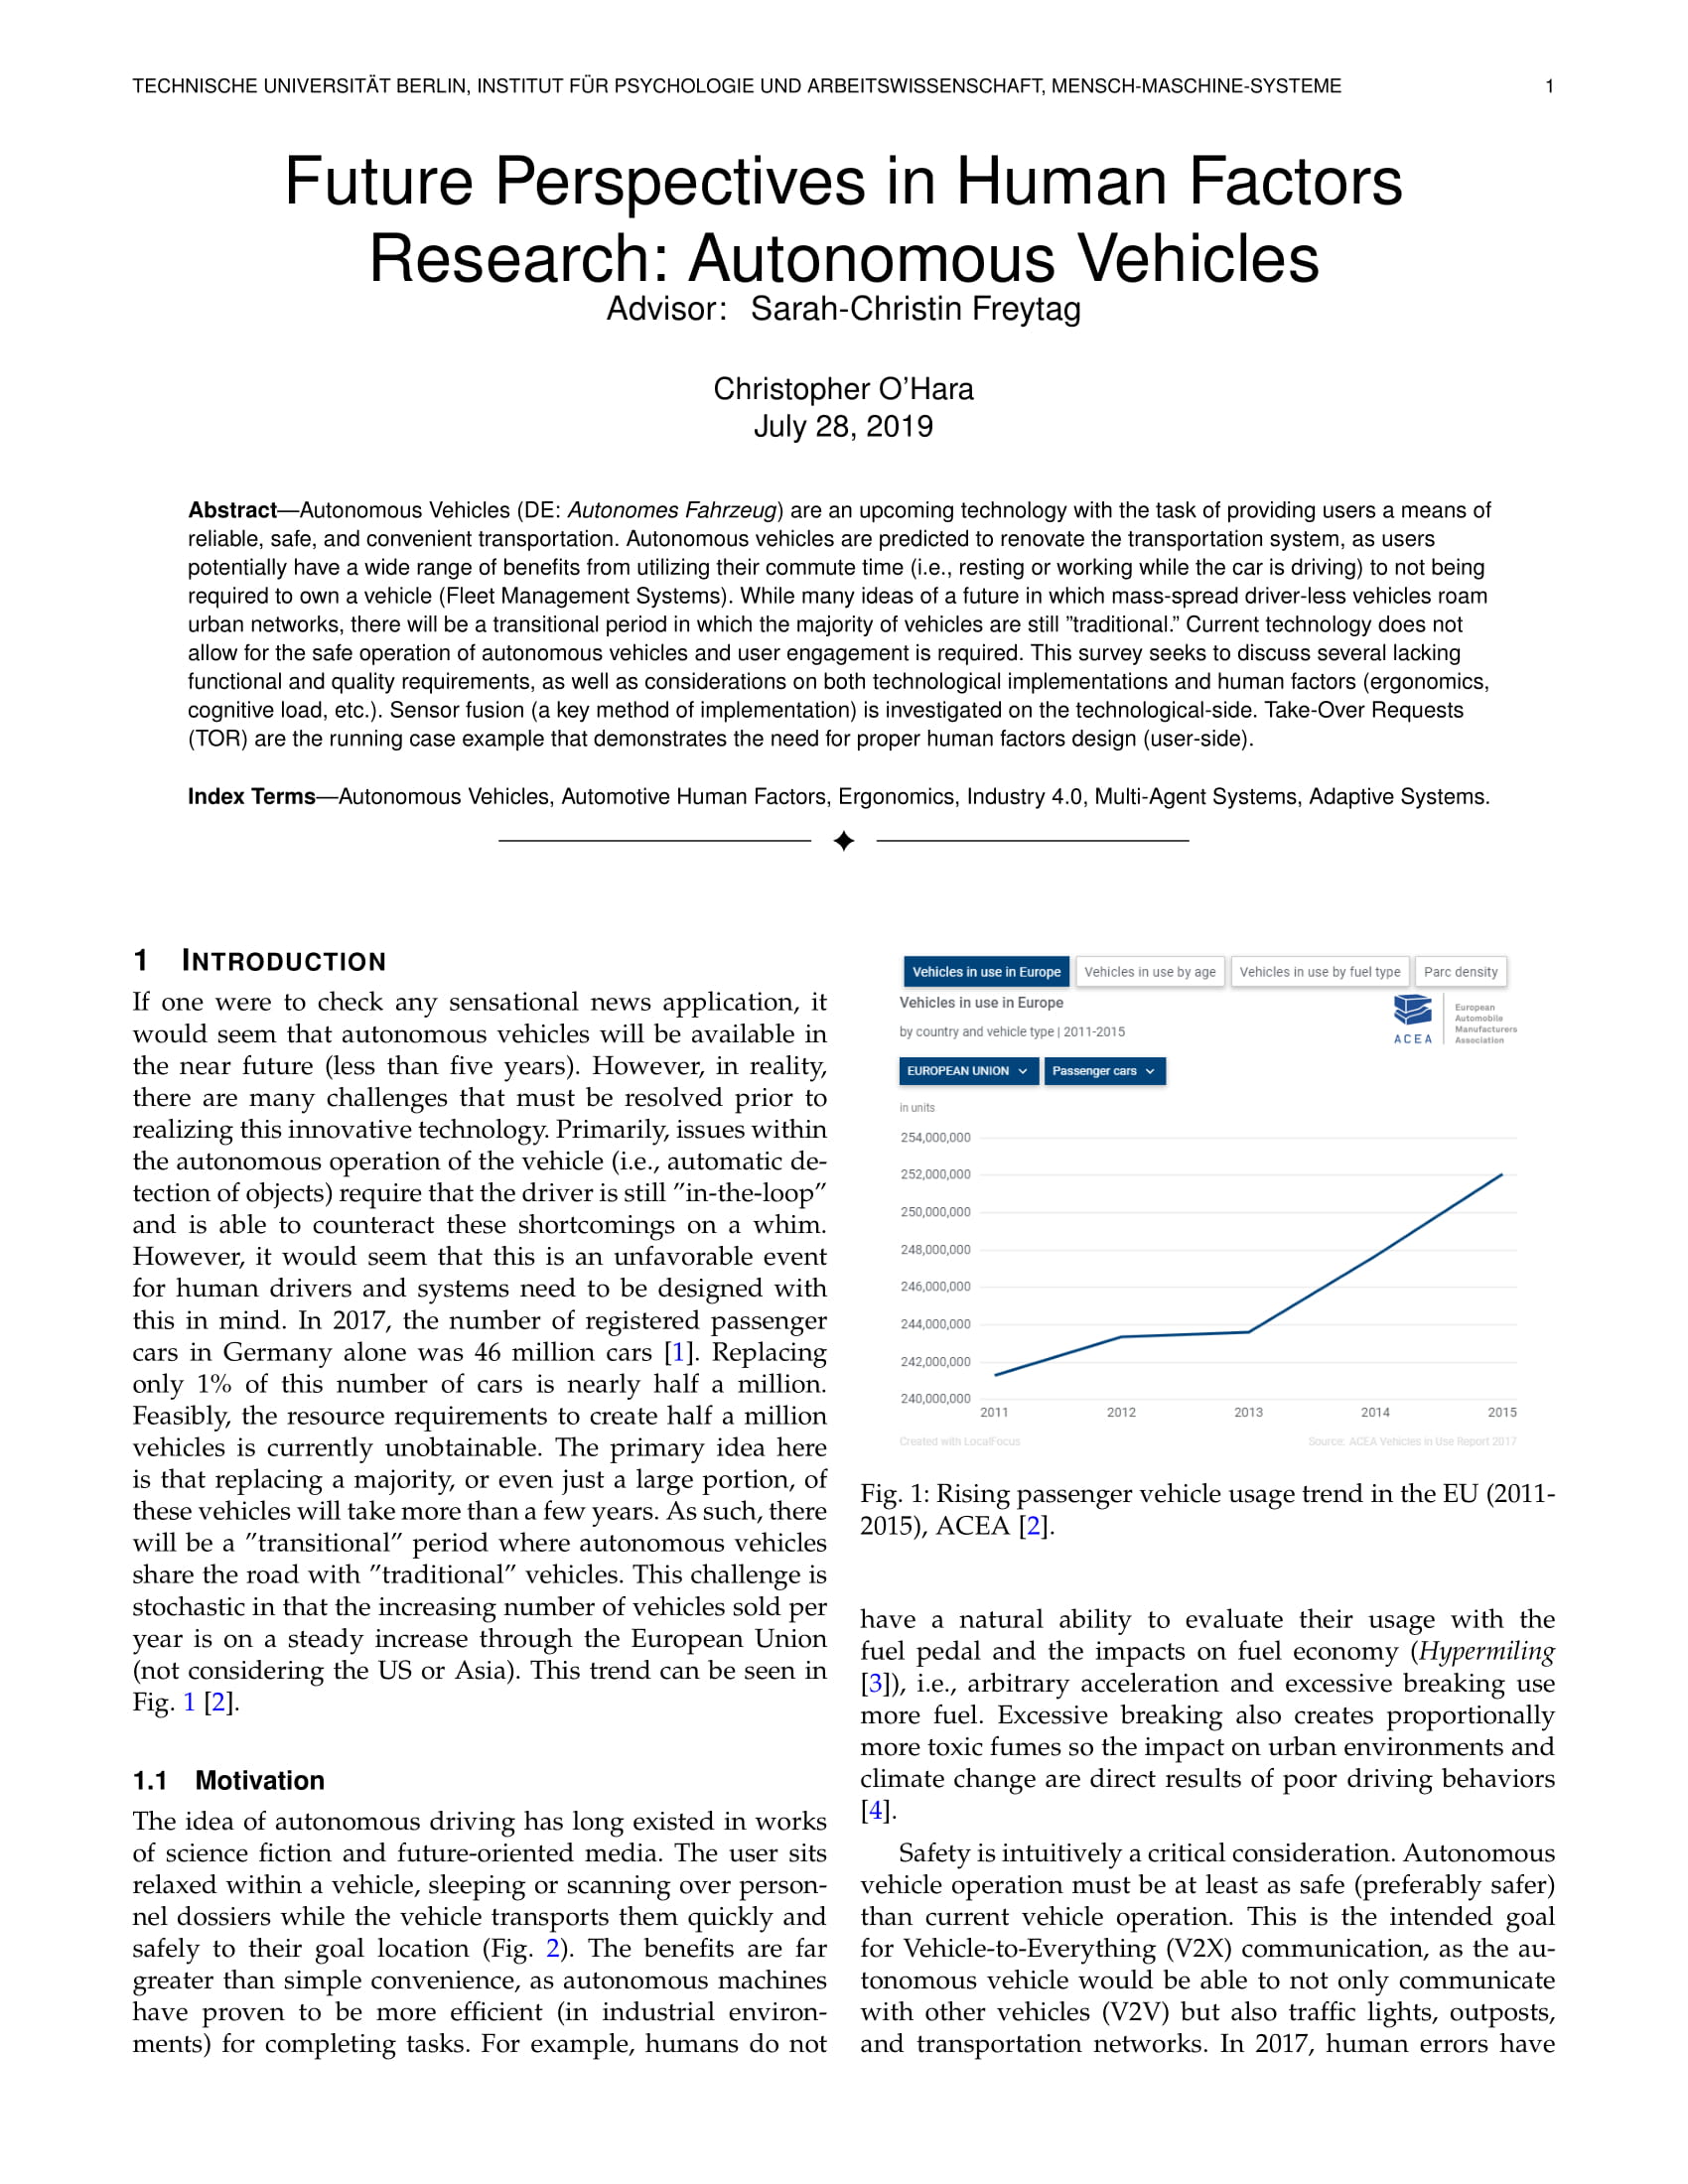 TECHNISCHE UNIVERSITÄT BERLIN, INSTITUT FÜR PSYCHOLOGIE UND ARBEITSWISSENSCHAFT, MENSCH-MASCHINE-SYSTEME 1
Future Perspectives in Human Factors
Research: Autonomous Vehicles
Advisor: Sarah-Christin Freytag
Christopher O'Hara
July 28, 2019
Abstract—Autonomous Vehicles (DE: Autonomes Fahrzeug) are an upcoming technology with the task of providing users a means of
reliable, safe, and convenient transportation. Autonomous vehicles are predicted to renovate the transportation system, as users
potentially have a wide range of benefits from utilizing their commute time (i.e., resting or working while the car is driving) to not being
required to own a vehicle (Fleet Management Systems). While many ideas of a future in which mass-spread driver-less vehicles roam
urban networks, there will be a transitional period in which the majority of vehicles are still ”traditional.” Current technology does not
allow for the safe operation of autonomous vehicles and user engagement is required. This survey seeks to discuss several lacking
functional and quality requirements, as well as considerations on both technological implementations and human factors (ergonomics,
cognitive load, etc.). Sensor fusion (a key method of implementation) is investigated on the technological-side. Take-Over Requests
(TOR) are the running case example that demonstrates the need for proper human factors design (user-side).
Index Terms—Autonomous Vehicles, Automotive Human Factors, Ergonomics, Industry 4.0, Multi-Agent Systems, Adaptive Systems.
1 INTRODUCTION
If one were to check any sensational news application, it
would seem that autonomous vehicles will be available in
the near future (less than five years). However, in reality,
there are many challenges that must be resolved prior to
realizing this innovative technology. Primarily, issues within
the autonomous operation of the vehicle (i.e., automatic de-
tection of objects) require that the driver is still ”in-the-loop”
and is able to counteract these shortcomings on a whim.
However, it would seem that this is an unfavorable event
for human drivers and systems need to be designed with
this in mind. In 2017, the number of registered passenger
cars in Germany alone was 46 million cars [1]. Replacing
only 1% of this number of cars is nearly half a million.
Feasibly, the resource requirements to create half a million
vehicles is currently unobtainable. The primary idea here
is that replacing a majority, or even just a large portion, of
these vehicles will take more than a few years. As such, there
will be a ”transitional” period where autonomous vehicles
share the road with ”traditional” vehicles. This challenge is
stochastic in that the increasing number of vehicles sold per
year is on a steady increase through the European Union
(not considering the US or Asia). This trend can be seen in
Fig. 1 [2].
1.1 Motivation
The idea of autonomous driving has long existed in works
of science fiction and future-oriented media. The user sits
relaxed within a vehicle, sleeping or scanning over person-
nel dossiers while the vehicle transports them quickly and
safely to their goal location (Fig. 2). The benefits are far
greater than simple convenience, as autonomous machines
have proven to be more efficient (in industrial environ-
ments) for completing tasks. For example, humans do not
Vehicles in use in Europe Vehicles in use by age Vehicles in use by fuel type Parc density
Vehicles in use in Europe
by country and vehicle type | 2011-2015
ACEA
European
Automobile
Manufacturers
Association
EUROPEAN UNION Passenger cars
in units
254,000,000
252,000,000
250,000,000
248,000,000
246,000,000
244,000,000
242,000,000
240,000,000
2011 2012 2013 2014 2015
Created with LocalFocus Source: ACEA Vehicles in Use Report 2017
Fig. 1: Rising passenger vehicle usage trend in the EU (2011-
2015), ACEA [2].
have a natural ability to evaluate their usage with the
fuel pedal and the impacts on fuel economy (Hypermiling
[3]), i.e., arbitrary acceleration and excessive breaking use
more fuel. Excessive breaking also creates proportionally
more toxic fumes so the impact on urban environments and
climate change are direct results of poor driving behaviors
[4].
Safety is intuitively a critical consideration. Autonomous
vehicle operation must be at least as safe (preferably safer)
than current vehicle operation. This is the intended goal
for Vehicle-to-Everything (V2X) communication, as the au-
tonomous vehicle would be able to not only communicate
with other vehicles (V2V) but also traffic lights, outposts,
and transportation networks. In 2017, human errors have